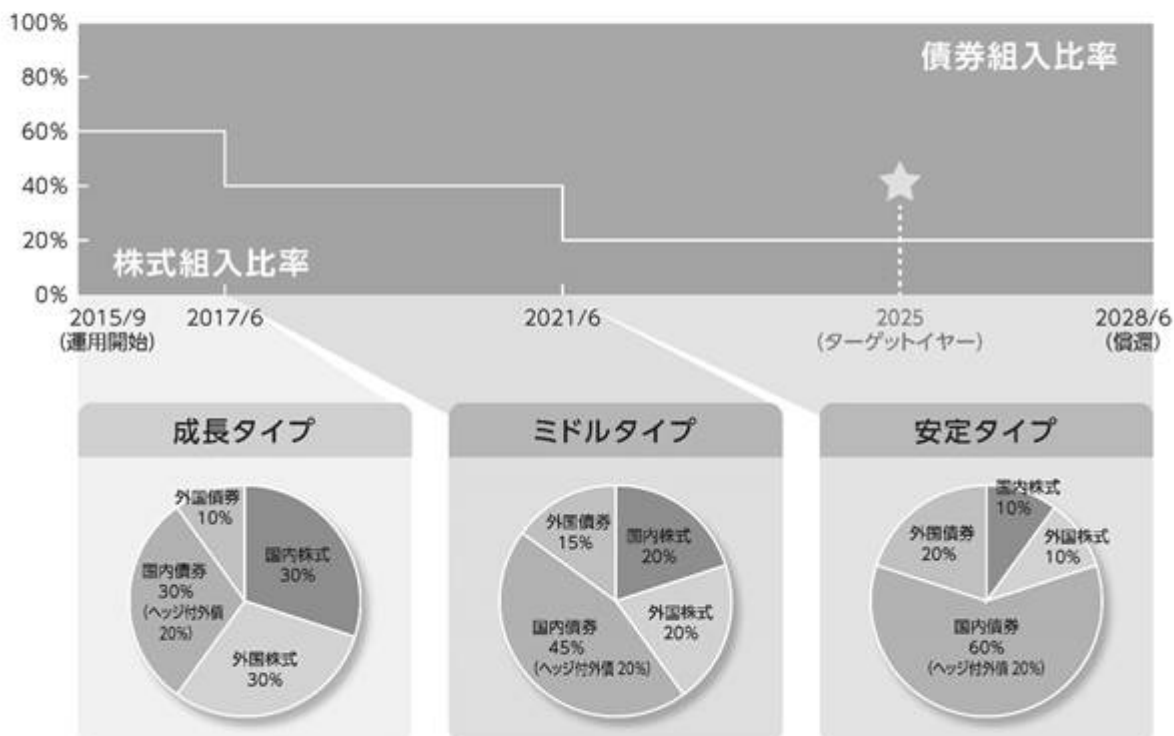 100%
80%
60%
40%
20%
0%
債券組入比率
株式組入比率
2015/9
(運用開始)
2017/6
2021/6
2025
(ターゲットイヤー)
2028/6
(償還)
成長タイプ
外国債券
10%
国内株式
30%
国内債券
30%
(ヘッジ付外債
20%)
外国株式
30%
ミドルタイプ
外国債券
15%
国内株式
20%
外国株式
20%
国内債券
45%
(ヘッジ付外債 20%)
安定タイプ
国内株式
10%
外国債券
20%
外国株式
10%
国内債券
60%
(ヘッジ付外債 20%)